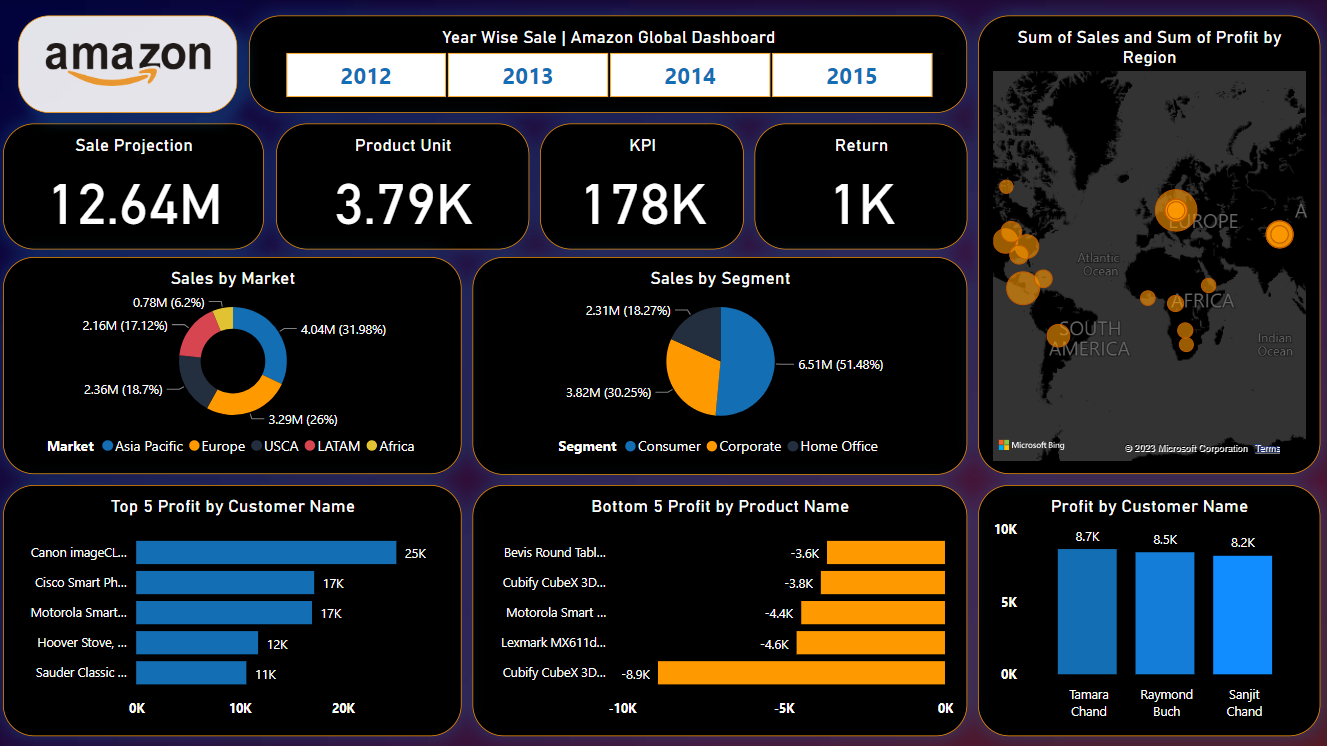 amazon
Year Wise Sale | Amazon Global Dashboard
2012
2013
2014
2015
Sale Projection
12.64M
Product Unit
3.79K
KPI
178K
Return
1K
Sum of Sales and Sum of Profit by
Region
EUROPE
A
Atlantic
Ocean
AFRICA
SOUTH
AMERICA
Indian
Ocean
Microsoft Bing
© 2023 Microsoft Corporation Terms
Sales by Market
0.78M (6.2%)
2.16M (17.12%)
4.04M (31.98%)
2.36M (18.7%)
3.29M (26%)
Market Asia Pacific Europe USCA LATAM Africa
Sales by Segment
2.31M (18.27%)
6.51M (51.48%)
3.82M (30.25%)
Segment Consumer Corporate Home Office
Top 5 Profit by Customer Name
Canon imageCL... 25K
Cisco Smart Ph... 17K
Motorola Smart... 17K
Hoover Stove, ... 12K
Sauder Classic ... 11K
0K 10K 20K
Bottom 5 Profit by Product Name
Bevis Round Tabl... -3.6K
Cubify CubeX 3D... -3.8K
Motorola Smart ... -4.4K
Lexmark MX611d... -4.6K
Cubify CubeX 3D... -8.9K
-10K -5K 0K
Profit by Customer Name
10K
8.7K 8.5K 8.2K
5K
0K
Tamara
Chand
Raymond
Buch
Sanjit
Chand